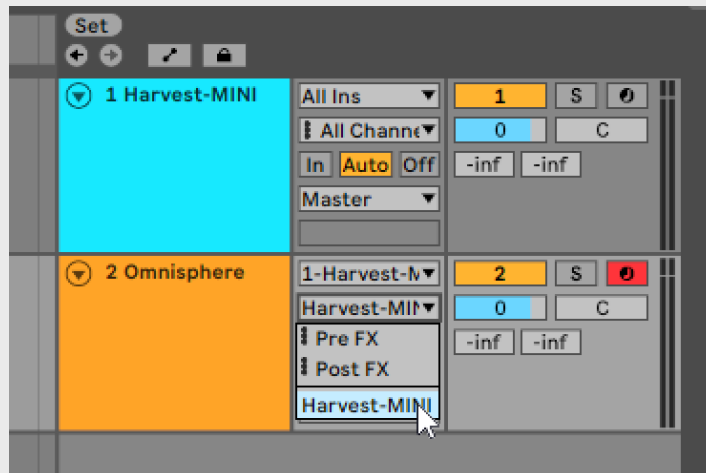 Set
1 Harvest-MINI
All Ins
1
S
All Channe
0
C
In Auto Off
-inf -inf
Master
2 Omnisphere
1-Harvest-M
2
S
Harvest-MIN
0
C
Pre FX
-inf -inf
Post FX
Harvest-MINI